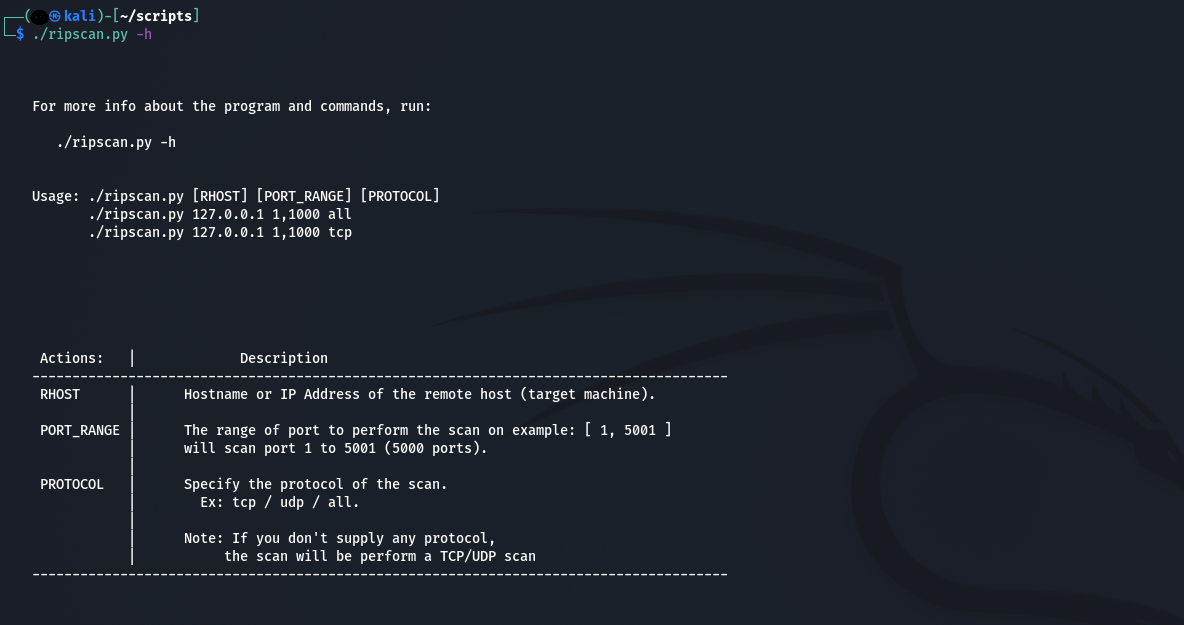 kali)-[~/scripts]
$ ./ripscan.py -h
For more info about the program and commands, run:
./ripscan.py -h
Usage: ./ripscan.py [RHOST] [PORT_RANGE] [PROTOCOL]
./ripscan.py 127.0.0.1 1,1000 all
./ripscan.py 127.0.0.1 1,1000 tcp
Actions: | Description
---------------------------------------------------------------------------------------
RHOST | Hostname or IP Address of the remote host (target machine).
|
PORT_RANGE | The range of port to perform the scan on example: [ 1, 5001 ]
| will scan port 1 to 5001 (5000 ports).
|
PROTOCOL | Specify the protocol of the scan.
| Ex: tcp / udp / all.
|
| Note: If you don't supply any protocol,
| the scan will be perform a TCP/UDP scan
---------------------------------------------------------------------------------------